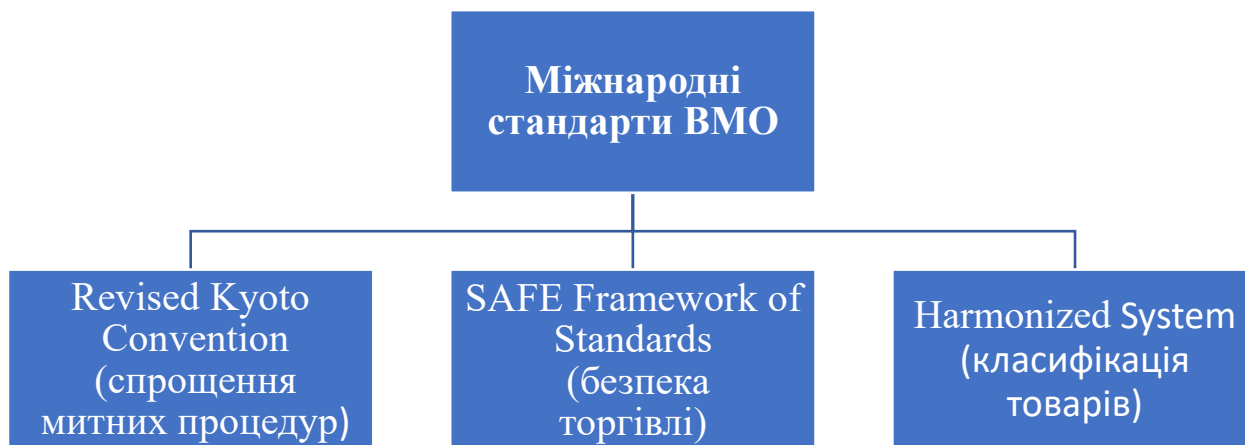 Міжнародні
стандарти ВМО
Revised Kyoto
Convention
(спрощення
митних процедур)
SAFE Framework of
Standards
(безпека
торгівлі)
Harmonized System
(класифікація
товарів)